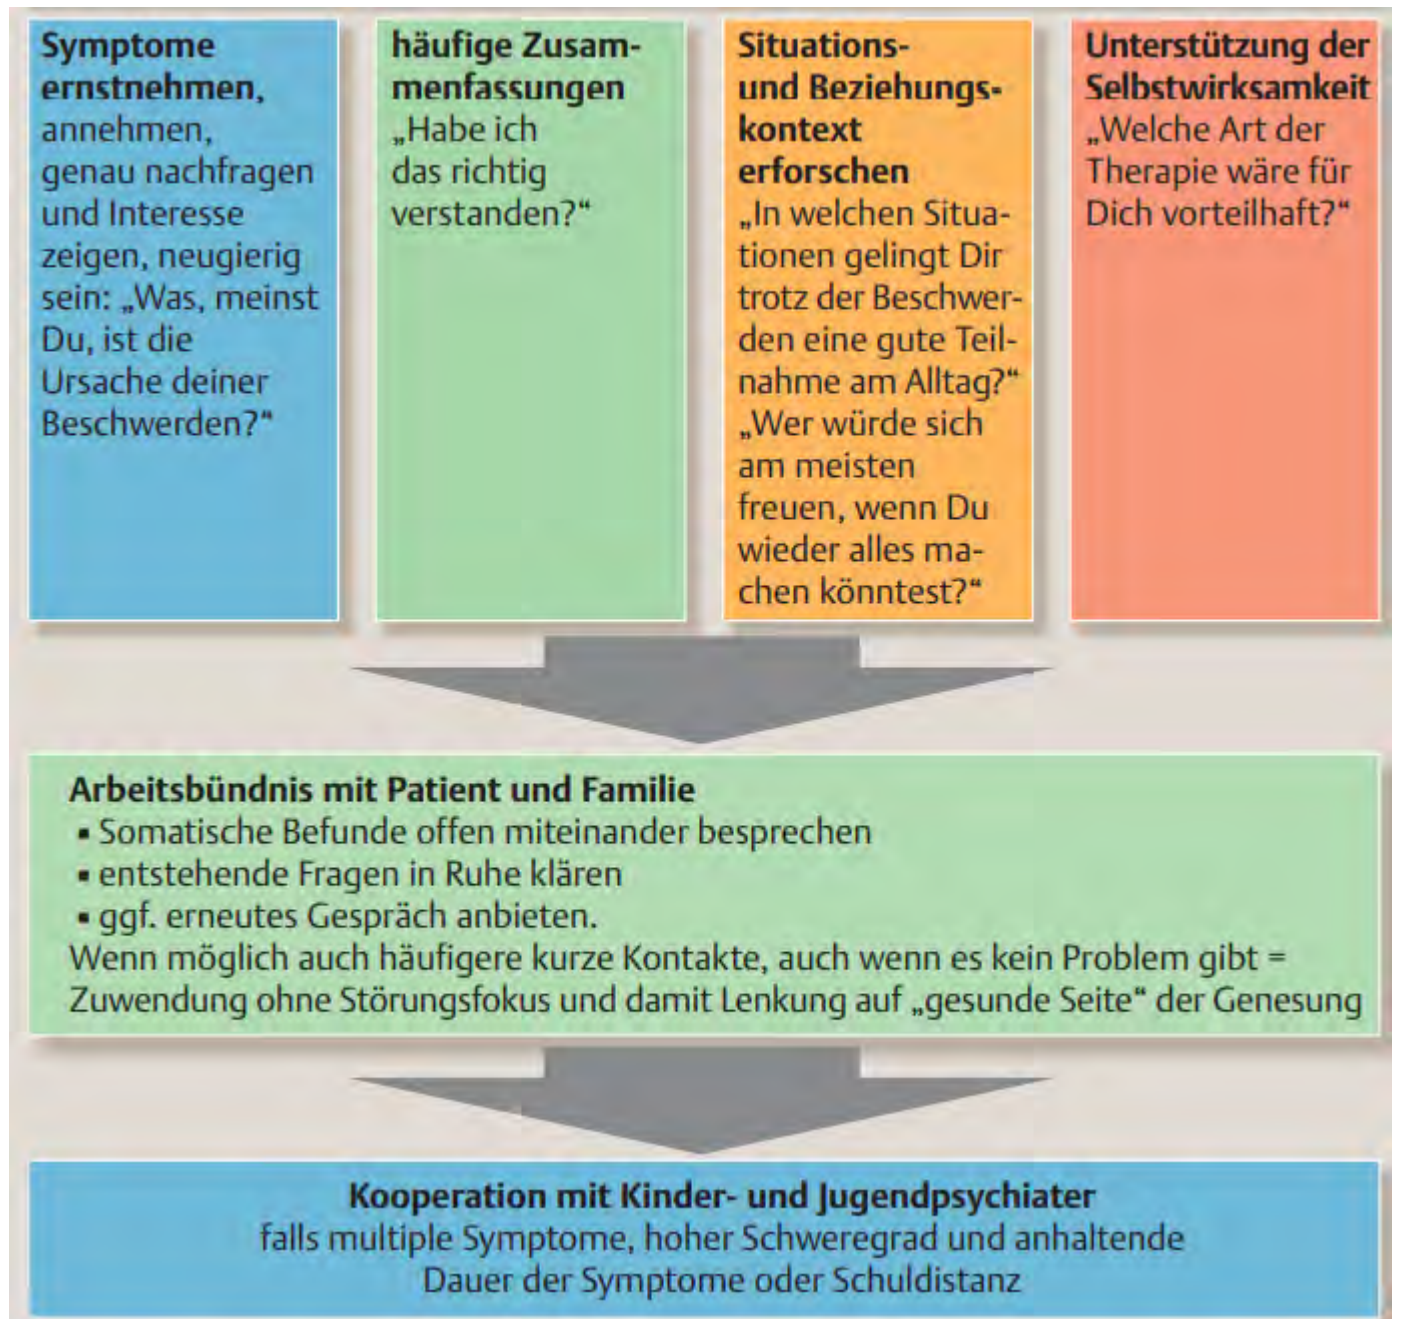 Symptome
ernstnehmen,
annehmen,
genau nachfragen
und Interesse
zeigen, neugierig
sein: „Was, meinst
Du, ist die
Ursache deiner
Beschwerden?“
häufige Zusam-
menfassungen
„Habe ich
das richtig
verstanden?“
Situations-
und Beziehungs-
kontext
erforschen
„In welchen Situa-
tionen gelingt Dir
trotz der Beschwer-
den eine gute Teil-
nahme am Alltag?“
„Wer würde sich
am meisten
freuen, wenn Du
wieder alles ma-
chen könntest?“
Unterstützung der
Selbstwirksamkeit
„Welche Art der
Therapie wäre für
Dich vorteilhaft?“
Arbeitsbündnis mit Patient und Familie
▪ Somatische Befunde offen miteinander besprechen
▪ entstehende Fragen in Ruhe klären
▪ ggf. erneutes Gespräch anbieten.
Wenn möglich auch häufigere kurze Kontakte, auch wenn es kein Problem gibt =
Zuwendung ohne Störungsfokus und damit Lenkung auf „gesunde Seite“ der Genesung
Kooperation mit Kinder- und Jugendpsychiater
falls multiple Symptome, hoher Schweregrad und anhaltende
Dauer der Symptome oder Schuldistanz